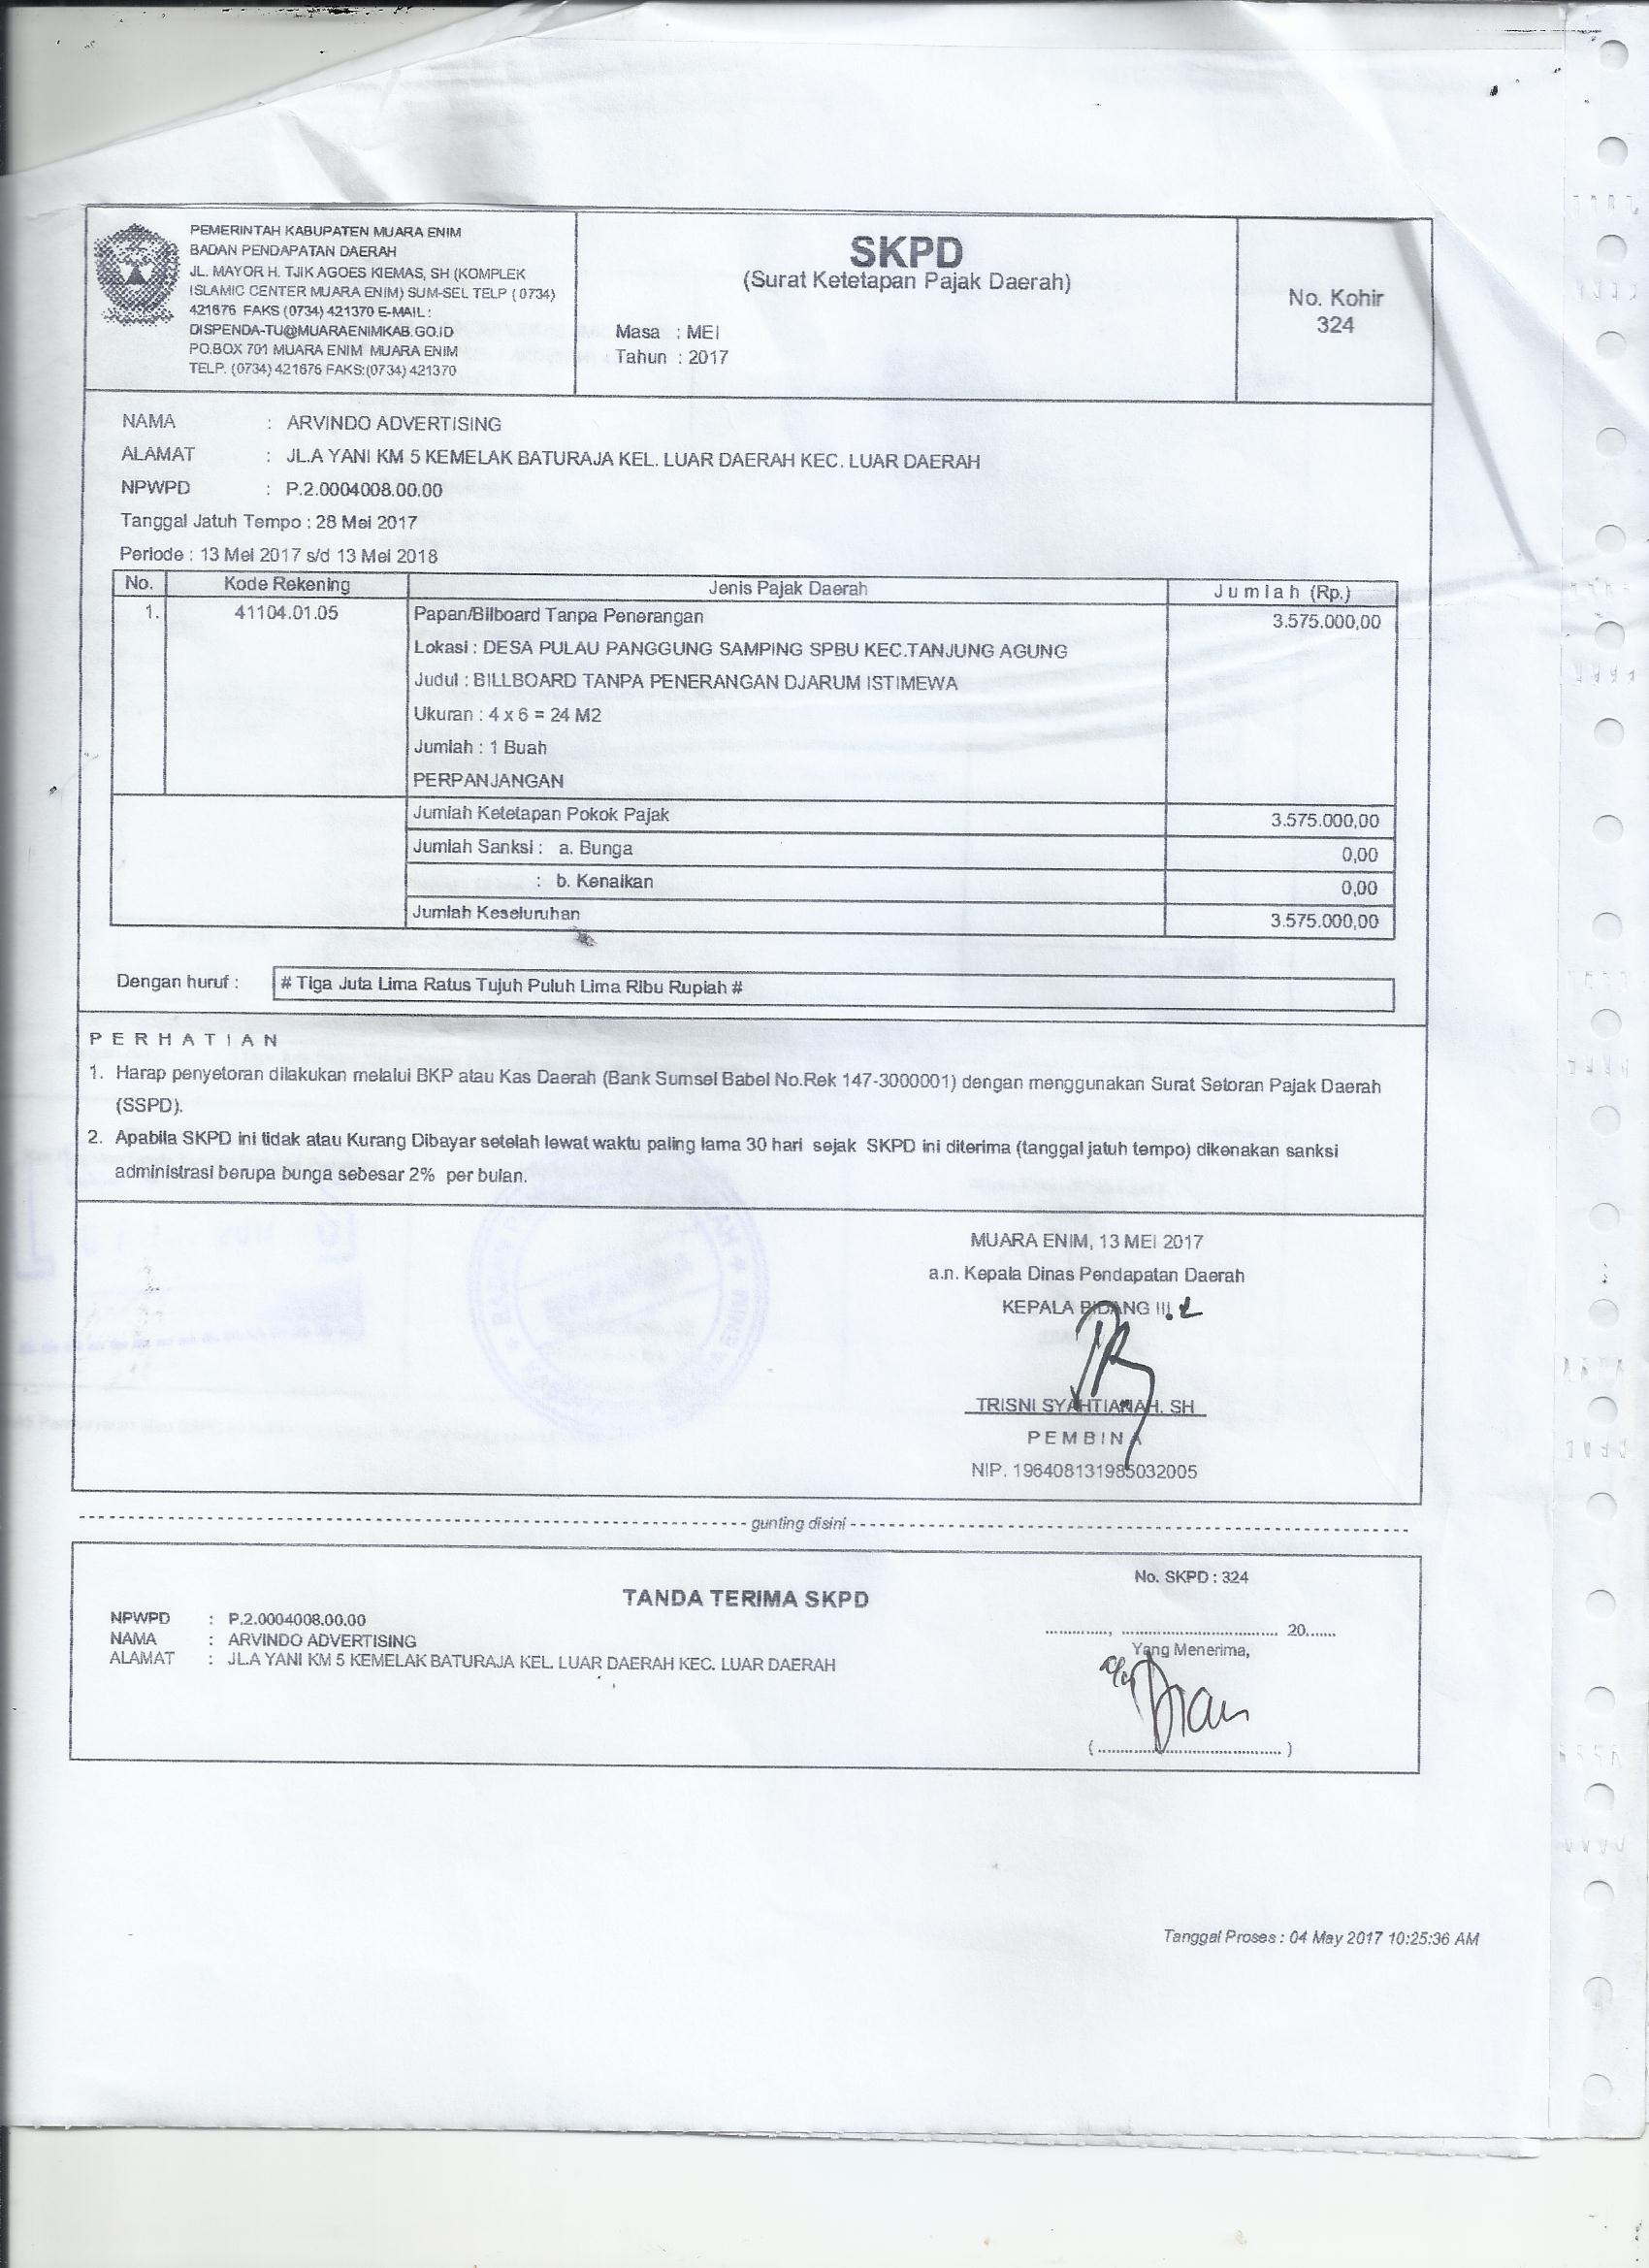 PEMERINTAH KABUPATEN MUARA ENIM
BADAN PENDAPATAN DAERAH
JL. MAYOR H. TJIK AGOES KIEMAS, SH (KOMPLEK
ISLAMIC CENTER MUARA ENIM) SUM-SEL TELP (0734)
421676 FAKS (0734) 421370 E-MAIL :
DISPENDA-TU@MUARAENIMKAB.GO.ID
PO.BOX 701 MUARA ENIM MUARA ENIM
TELP. (0734) 421676 FAKS:(0734) 421370
SKPD
(Surat Ketetapan Pajak Daerah)
Masa : MEI
Tahun : 2017
No. Kohir
324
NAMA : ARVINDO ADVERTISING
ALAMAT : JL.A YANI KM 5 KEMELAK BATURAJA KEL. LUAR DAERAH KEC. LUAR DAERAH
NPWPD : P.2.0004008.00.00
Tanggal Jatuh Tempo : 28 Mei 2017
Periode : 13 Mei 2017 s/d 13 Mei 2018
No. Kode Rekening Jenis Pajak Daerah Jumlah (Rp.)
1. 41104.01.05 Papan/Bilboard Tanpa Penerangan 3.575.000,00
Lokasi : DESA PULAU PANGGUNG SAMPING SPBU KEC.TANJUNG AGUNG
Judul : BILLBOARD TANPA PENERANGAN DJARUM ISTIMEWA
Ukuran : 4 x 6 = 24 M2
Jumlah : 1 Buah
PERPANJANGAN
Jumlah Ketetapan Pokok Pajak 3.575.000,00
Jumlah Sanksi : a. Bunga 0,00
: b. Kenaikan 0,00
Jumlah Keseluruhan 3.575.000,00
Dengan huruf : # Tiga Juta Lima Ratus Tujuh Puluh Lima Ribu Rupiah #
PERHATIAN
1. Harap penyetoran dilakukan melalui BKP atau Kas Daerah (Bank Sumsel Babel No.Rek 147-3000001) dengan menggunakan Surat Setoran Pajak Daerah
(SSPD).
2. Apabila SKPD ini tidak atau Kurang Dibayar setelah lewat waktu paling lama 30 hari sejak SKPD ini diterima (tanggal jatuh tempo) dikenakan sanksi
administrasi berupa bunga sebesar 2% per bulan.
MUARA ENIM, 13 MEI 2017
a.n. Kepala Dinas Pendapatan Daerah
KEPALA BIDANG III
TRISNI SYAHTIANAH. SH
PEMBINA
NIP. 196408131985032005
gunting disini
No. SKPD : 324
TANDA TERIMA SKPD
NPWPD : P.2.0004008.00.00
NAMA : ARVINDO ADVERTISING
ALAMAT : JL.A YANI KM 5 KEMELAK BATURAJA KEL. LUAR DAERAH KEC. LUAR DAERAH
............., ....................................... 20.......
Yang Menerima,
(..............................................)
Tanggal Proses : 04 May 2017 10:25:36 AM